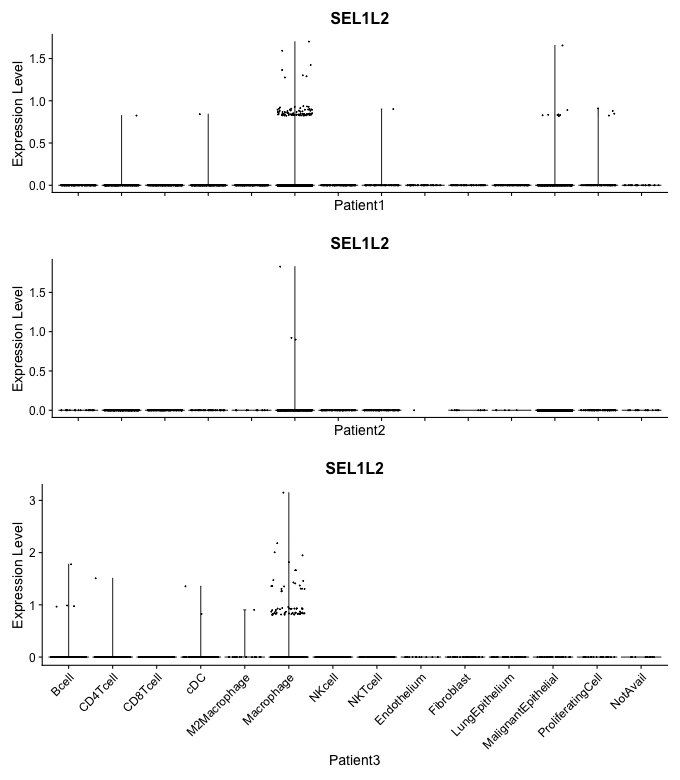 SEL1L2
Expression Level
1.5
1.0
0.5
0.0
Patient1
SEL1L2
Expression Level
1.5
1.0
0.5
0.0
Patient2
SEL1L2
Expression Level
3
2
1
0
Bcell
CD4Tcell
CD8Tcell
cDC
M2Macrophage
Macrophage
NKcell
NKTcell
Endothelium
Fibroblast
LungEpithelium
MalignantEpithelial
ProliferatingCell
NotAvail
Patient3